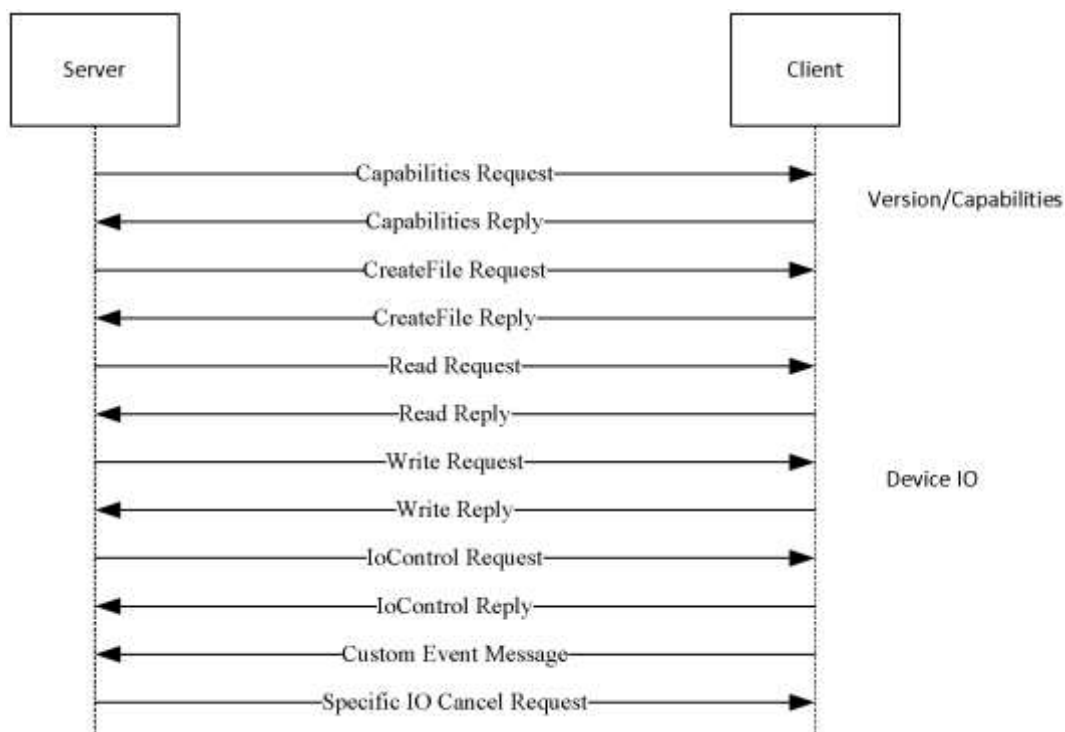 Server
Client
Capabilities Request
Version/Capabilities
Capabilities Reply
CreateFile Request
CreateFile Reply
Read Request
Read Reply
Write Request
Device IO
Write Reply
IoControl Request
IoControl Reply
Custom Event Message
Specific IO Cancel Request